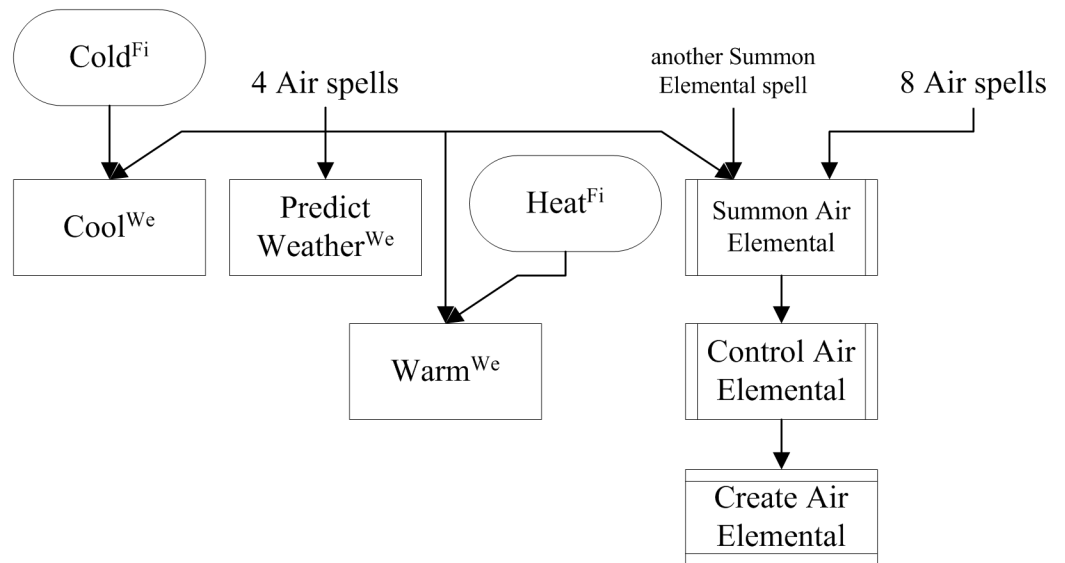 Cold^Fi
4 Air spells
another Summon
Elemental spell
8 Air spells
Cool^We
Predict
Weather^We
Heat^Fi
Summon Air
Elemental
Warm^We
Control Air
Elemental
Create Air
Elemental